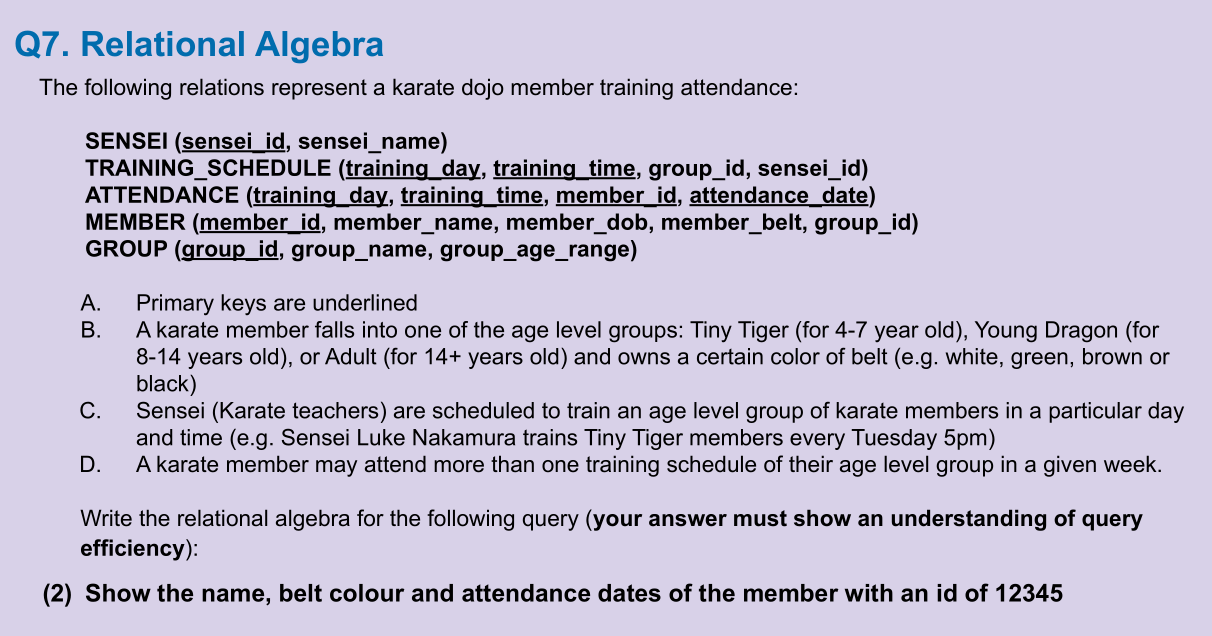 Q7. Relational Algebra
The following relations represent a karate dojo member training attendance:
SENSEI (sensei_id, sensei_name)
TRAINING_SCHEDULE (training_day, training_time, group_id, sensei_id)
ATTENDANCE (training_day, training_time, member_id, attendance_date)
MEMBER (member_id, member_name, member_dob, member_belt, group_id)
GROUP (group_id, group_name, group_age_range)
A. Primary keys are underlined
B. A karate member falls into one of the age level groups: Tiny Tiger (for 4-7 year old), Young Dragon (for
8-14 years old), or Adult (for 14+ years old) and owns a certain color of belt (e.g. white, green, brown or
black)
C. Sensei (Karate teachers) are scheduled to train an age level group of karate members in a particular day
and time (e.g. Sensei Luke Nakamura trains Tiny Tiger members every Tuesday 5pm)
D. A karate member may attend more than one training schedule of their age level group in a given week.
Write the relational algebra for the following query (your answer must show an understanding of query
efficiency):
(2) Show the name, belt colour and attendance dates of the member with an id of 12345